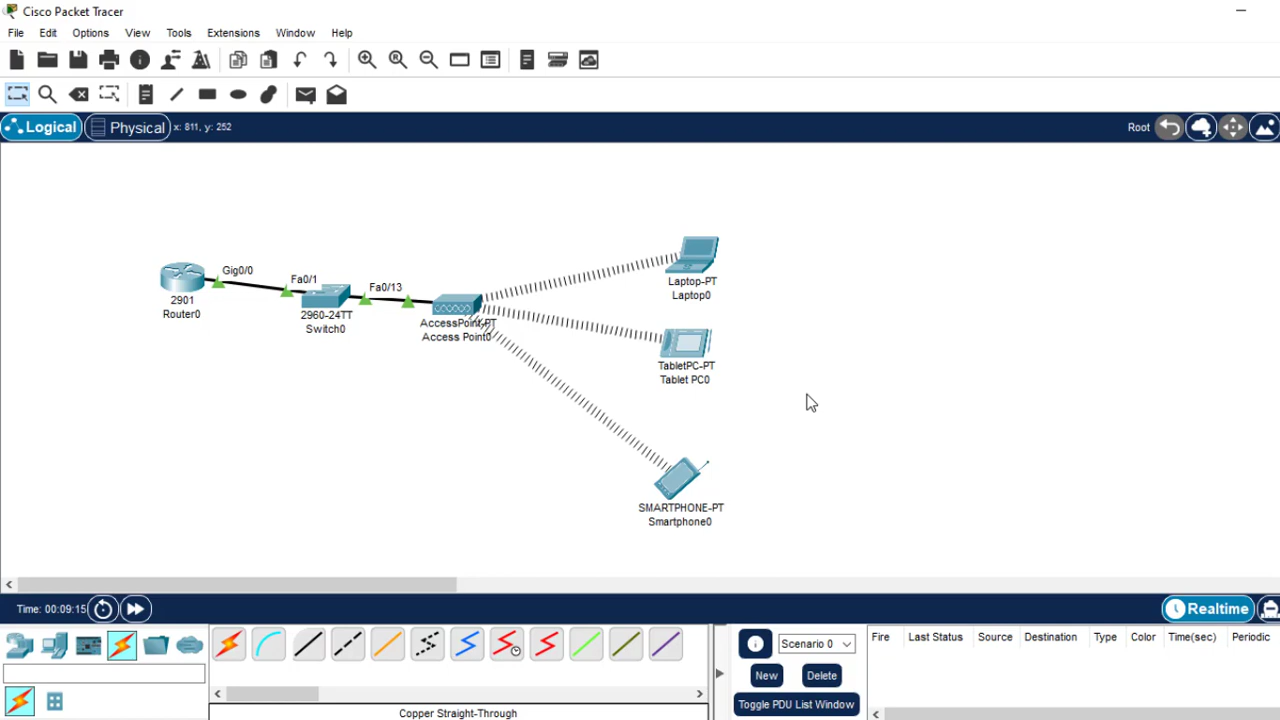 Cisco Packet Tracer
File Edit Options View Tools Extensions Window Help
Logical Physical x: 811, y: 252 Root
Gig0/0
Fa0/1
Fa0/13
2901
Router0
2960-24TT
Switch0
AccessPoint-PT
Access Point0
Laptop-PT
Laptop0
TabletPC-PT
Tablet PC0
SMARTPHONE-PT
Smartphone0
Time: 00:09:15 Realtime
Scenario 0
New Delete
Toggle PDU List Window
Fire Last Status Source Destination Type Color Time(sec) Periodic
Copper Straight-Through